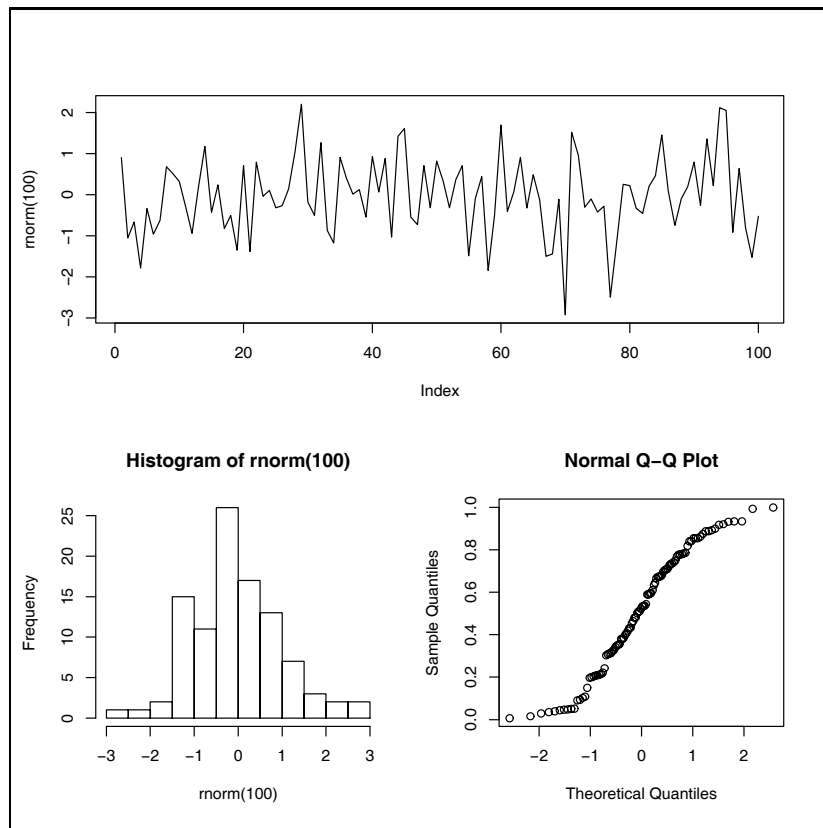 rnorm(100)
2
1
0
−1
−2
−3
0 20 40 60 80 100
Index
Histogram of rnorm(100)
Frequency
25
20
15
10
5
0
−3 −2 −1 0 1 2 3
rnorm(100)
Normal Q−Q Plot
Sample Quantiles
1.0
0.8
0.6
0.4
0.2
0.0
−2 −1 0 1 2
Theoretical Quantiles